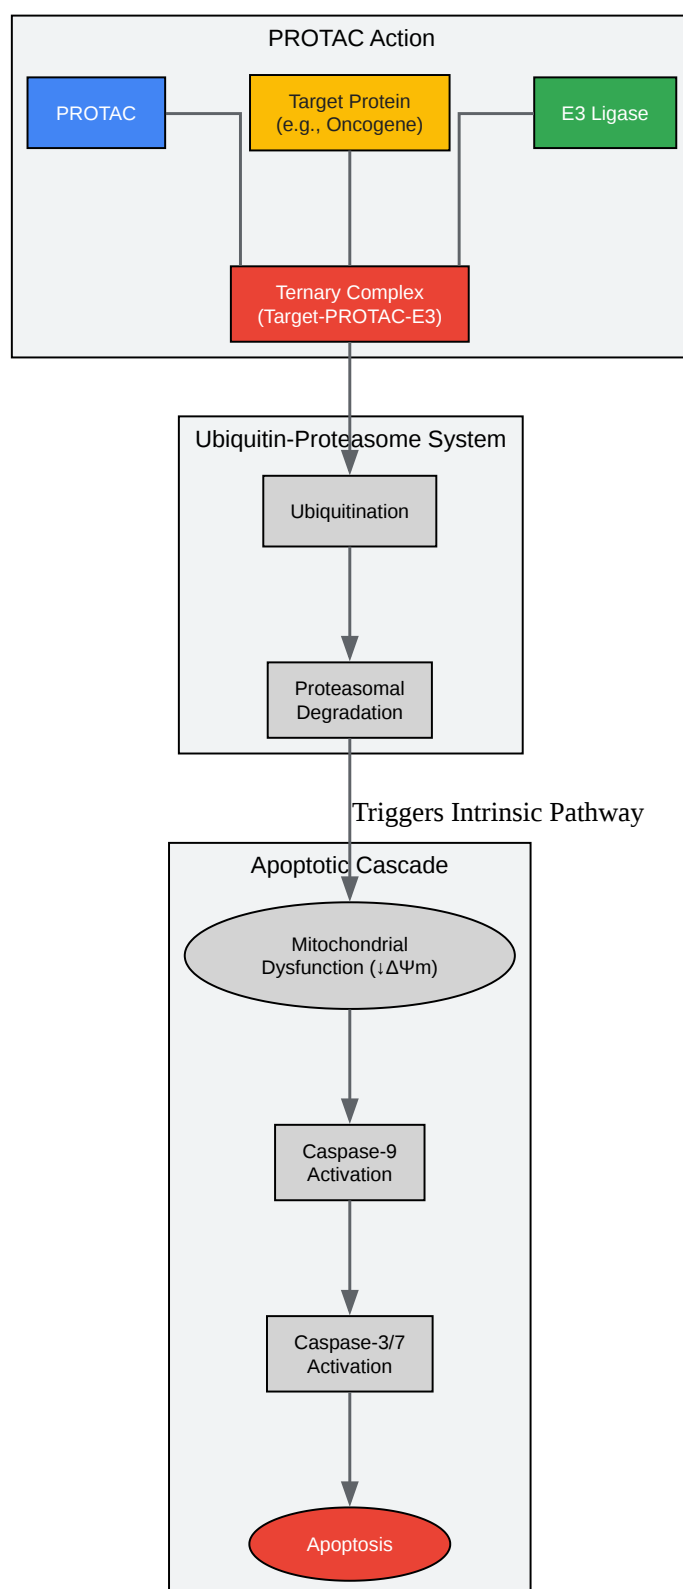 PROTAC Action
PROTAC
Target Protein
(e.g., Oncogene)
E3 Ligase
Ternary Complex
(Target-PROTAC-E3)
Ubiquitin-Proteasome System
Ubiquitination
Proteasomal
Degradation
Triggers Intrinsic Pathway
Apoptotic Cascade
Mitochondrial
Dysfunction (↓ΔΨm)
Caspase-9
Activation
Caspase-3/7
Activation
Apoptosis